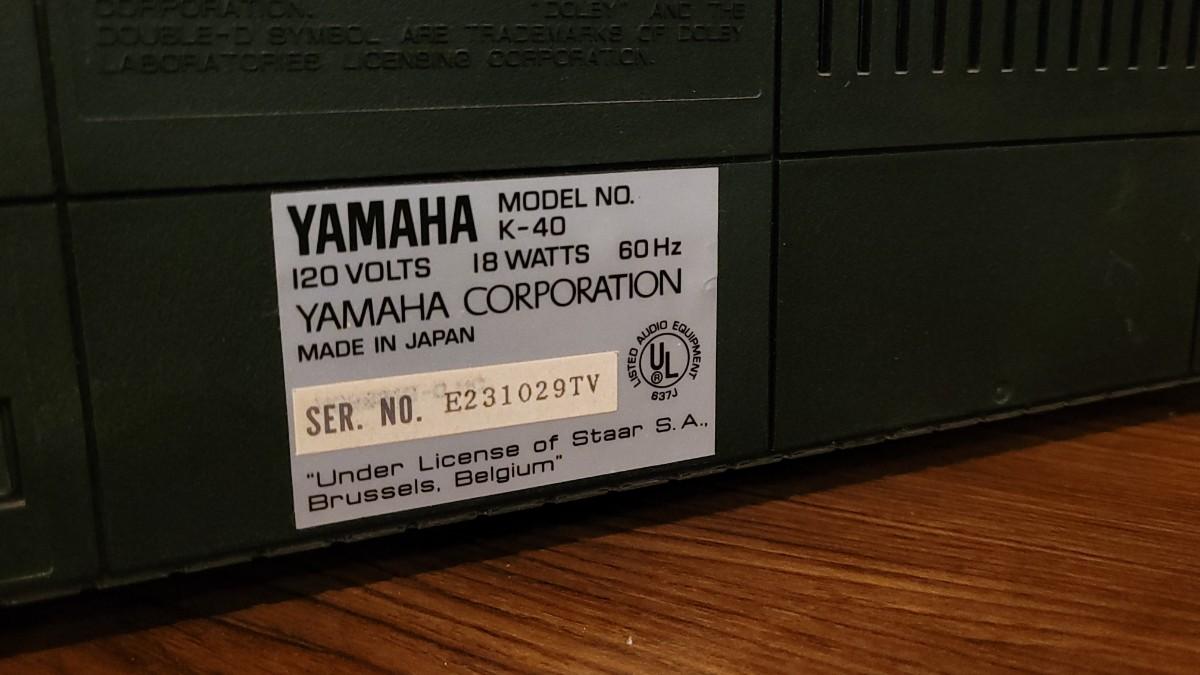 CORPORATION. "DOLBY" AND THE
DOUBLE-D SYMBOL ARE TRADEMARKS OF DOLBY
LABORATORIES LICENSING CORPORATION.
YAMAHA MODEL NO.
K-40
120 VOLTS 18 WATTS 60 Hz
YAMAHA CORPORATION
MADE IN JAPAN
LISTED AUDIO EQUIPMENT
UL
®
637J
SER. NO. E231029TV
"Under License of Staar S.A.,
Brussels, Belgium"